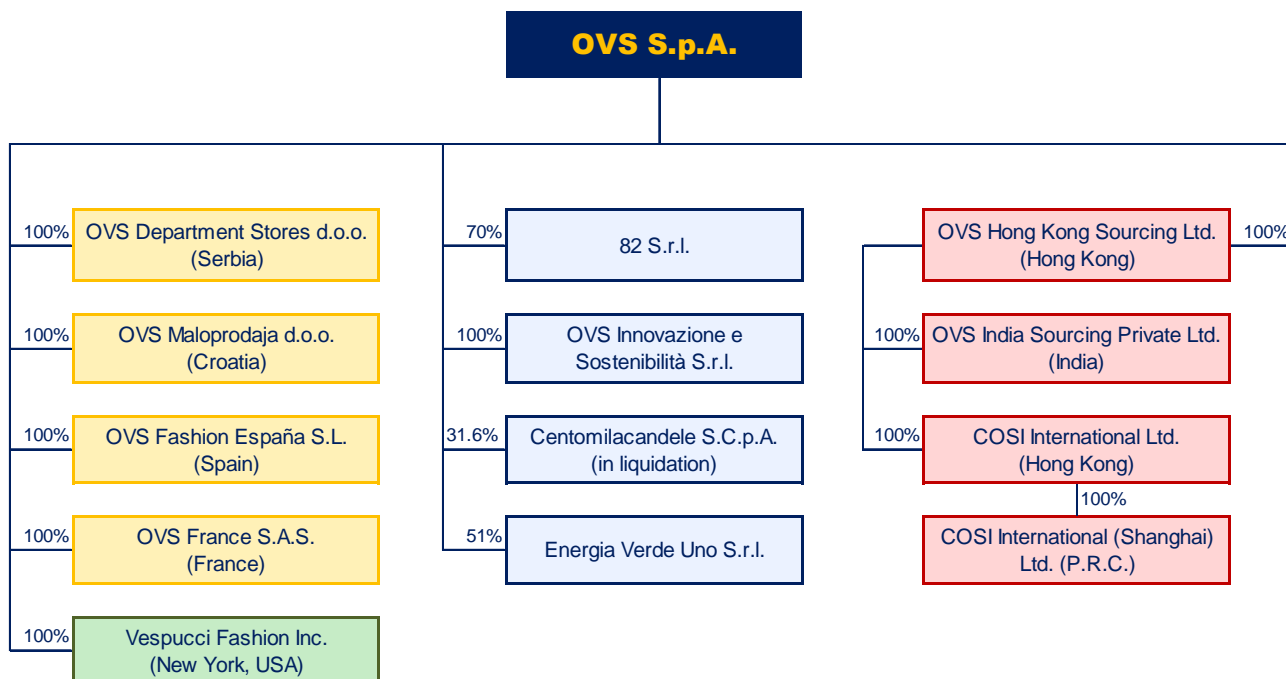 OVS S.p.A.
100%
OVS Department Stores d.o.o.
(Serbia)
70%
82 S.r.l.
OVS Hong Kong Sourcing Ltd.
(Hong Kong)
100%
100%
OVS Maloprodaja d.o.o.
(Croatia)
100%
OVS Innovazione e
Sostenibilità S.r.l.
100%
OVS India Sourcing Private Ltd.
(India)
100%
OVS Fashion España S.L.
(Spain)
31.6%
Centomilacandele S.C.p.A.
(in liquidation)
100%
COSI International Ltd.
(Hong Kong)
100%
100%
OVS France S.A.S.
(France)
51%
Energia Verde Uno S.r.l.
COSI International (Shanghai)
Ltd. (P.R.C.)
100%
Vespucci Fashion Inc.
(New York, USA)